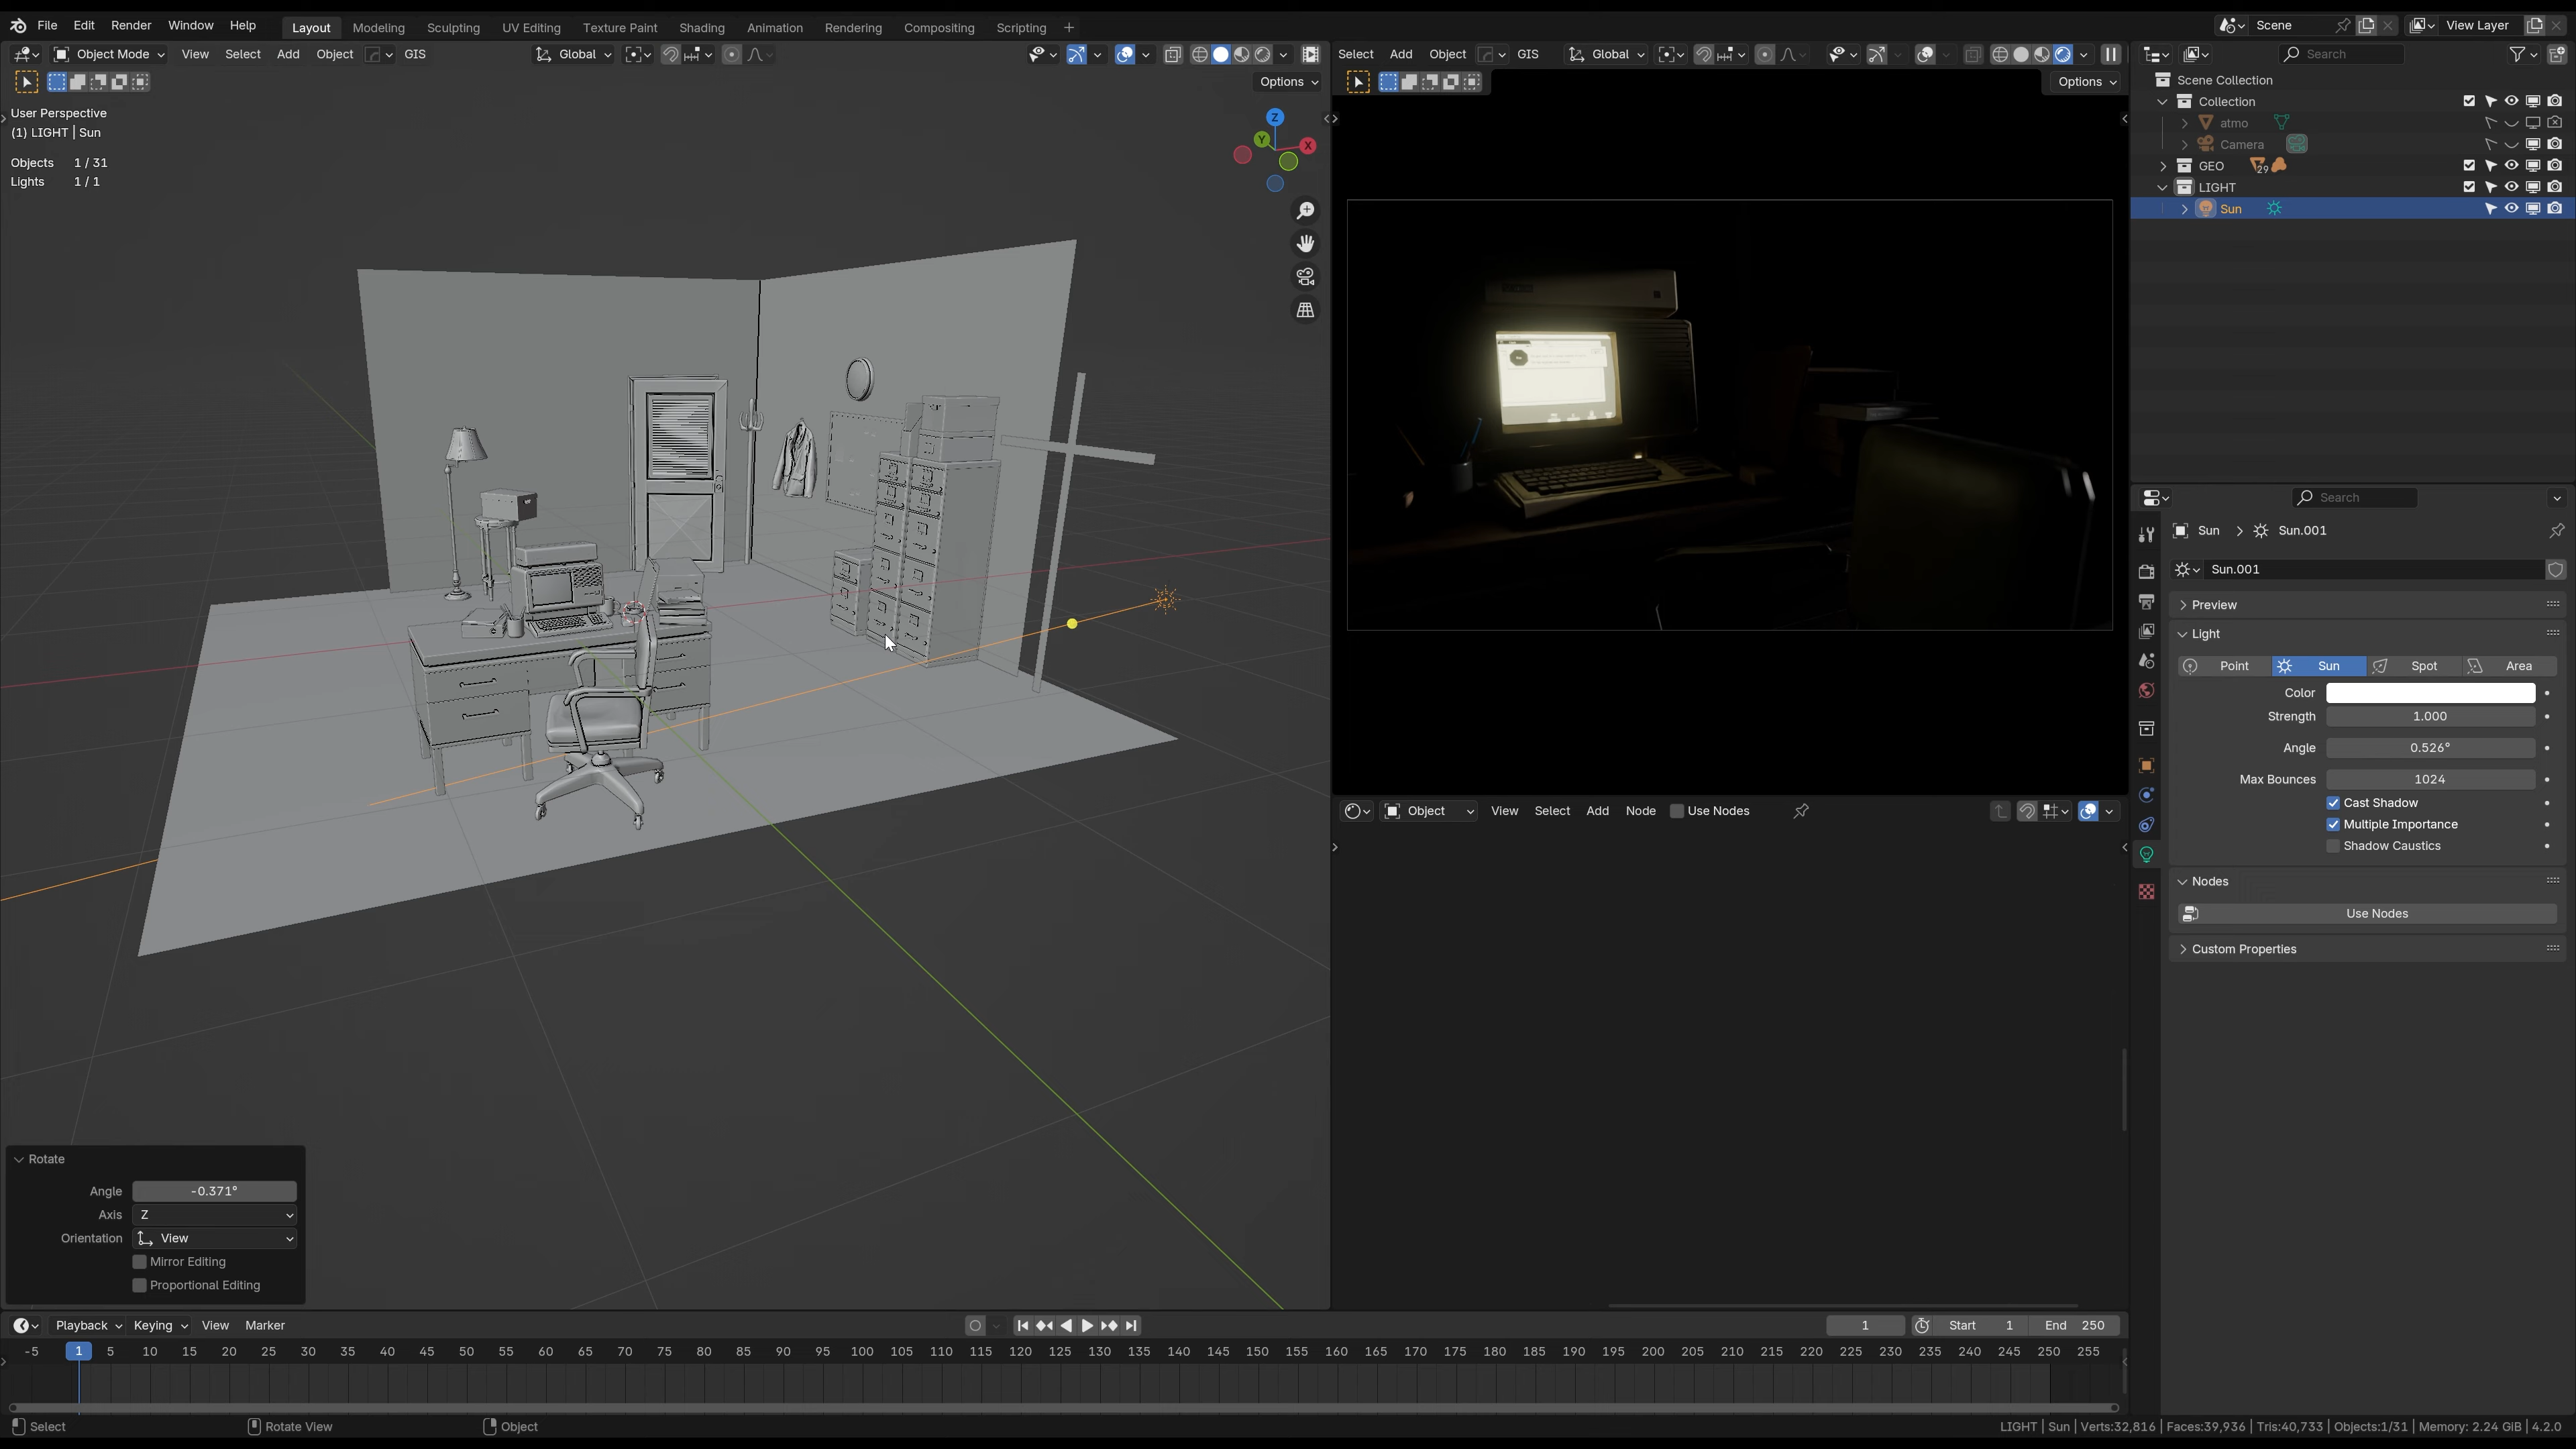 File Edit Render Window Help Layout Modeling Sculpting UV Editing Texture Paint Shading Animation Rendering Compositing Scripting + Scene View Layer
Object Mode View Select Add Object GIS Global
Select Add Object GIS Global
Search
Options
Options
User Perspective
(1) LIGHT | Sun
Objects 1 / 31
Lights 1 / 1
Z
Y
X
Scene Collection
Collection
atmo
Camera
GEO 29
LIGHT
Sun
Search
Sun > Sun.001
Sun.001
Preview
Light
Point Sun Spot Area
Color
Strength 1.000
Angle 0.526°
Max Bounces 1024
Cast Shadow
Multiple Importance
Shadow Caustics
Nodes
Use Nodes
Custom Properties
Object View Select Add Node Use Nodes
Rotate
Angle -0.371°
Axis Z
Orientation View
Mirror Editing
Proportional Editing
Playback Keying View Marker 1 Start 1 End 250
-5 1 5 10 15 20 25 30 35 40 45 50 55 60 65 70 75 80 85 90 95 100 105 110 115 120 125 130 135 140 145 150 155 160 165 170 175 180 185 190 195 200 205 210 215 220 225 230 235 240 245 250 255
Select Rotate View Object LIGHT | Sun | Verts:32,816 | Faces:39,936 | Tris:40,733 | Objects:1/31 | Memory: 2.24 GiB | 4.2.0